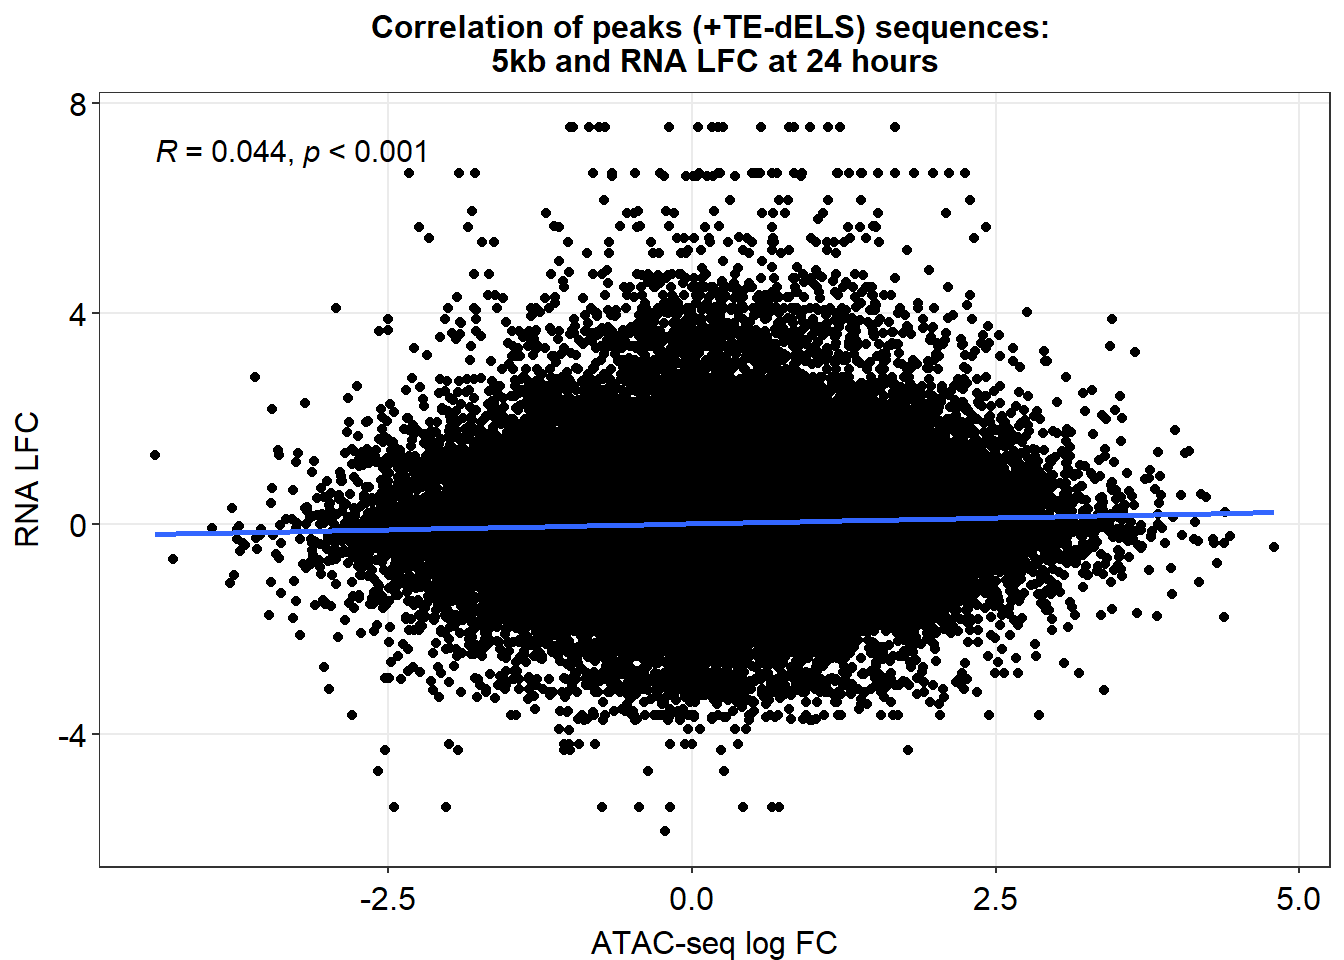 Correlation of peaks (+TE-dELS) sequences:
5kb and RNA LFC at 24 hours
8
R = 0.044, p < 0.001
4
RNA LFC
0
-4
-2.5 0.0 2.5 5.0
ATAC-seq log FC